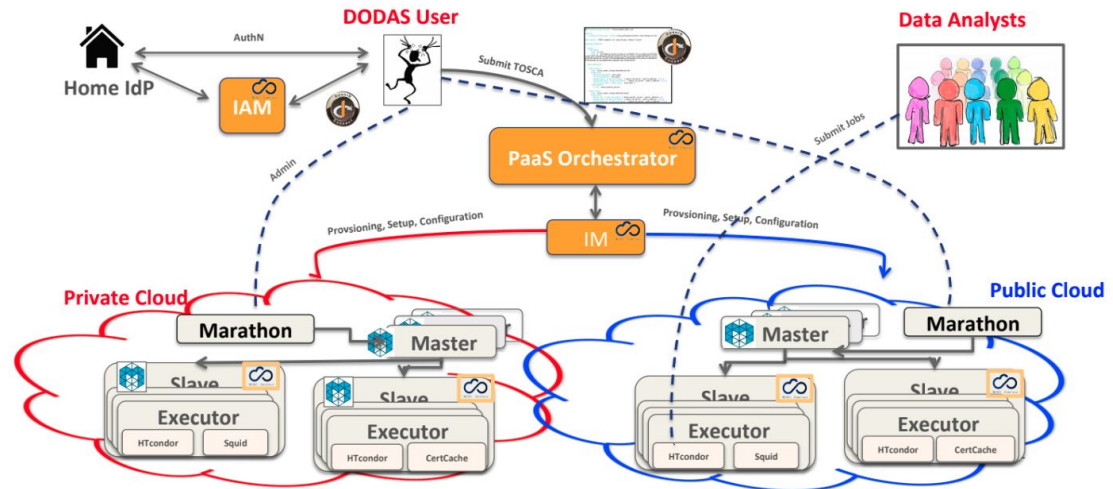 DODAS User
Data Analysts
AuthN
Home IdP
IAM
Submit TOSCA
Submit Jobs
PaaS Orchestrator
Admin
Provsioning, Setup, Configuration
Provsioning, Setup, Configuration
IM
Private Cloud
Public Cloud
Marathon
Master
Master
Marathon
Slave
Slave
Slave
Slave
Executor
Executor
Executor
Executor
HTcondor
Squid
HTcondor
CertCache
HTcondor
Squid
HTcondor
CertCache